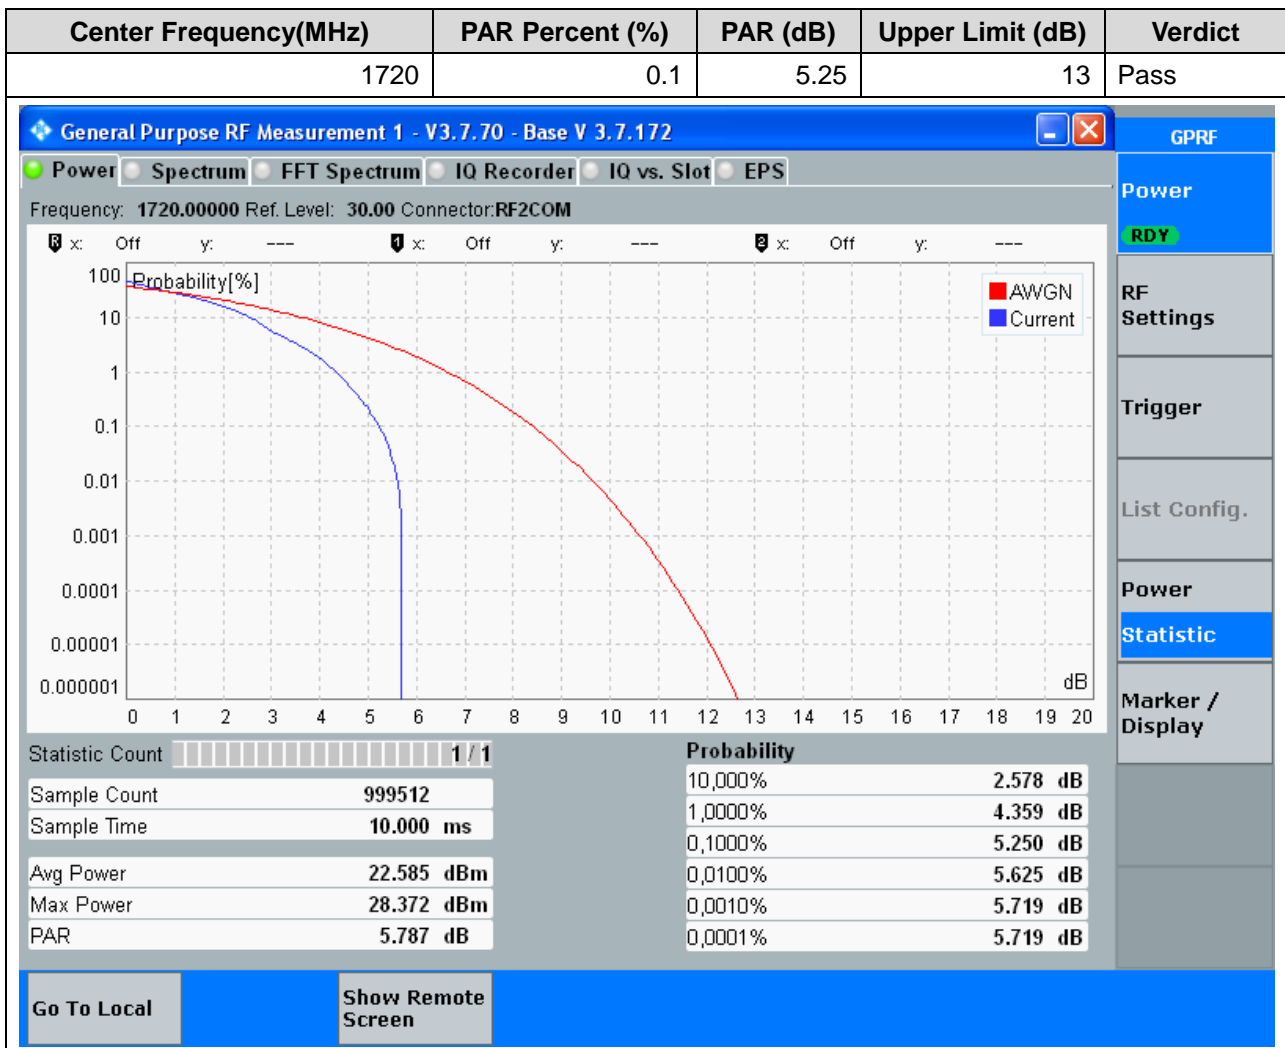 Center Frequency(MHz) PAR Percent (%) PAR (dB) Upper Limit (dB) Verdict
1720 0.1 5.25 13 Pass
General Purpose RF Measurement 1 - V3.7.70 - Base V 3.7.172
GPRF
Power Spectrum FFT Spectrum IQ Recorder IQ vs. Slot EPS
Frequency: 1720.00000 Ref. Level: 30.00 Connector:RF2COM
Power
RDY
R x: Off y: --- 1 x: Off y: --- 2 x: Off y: ---
Probability[%]
AWGN
Current
100
10
1
0.1
0.01
0.001
0.0001
0.00001
0.000001
dB
0 1 2 3 4 5 6 7 8 9 10 11 12 13 14 15 16 17 18 19 20
RF
Settings
Trigger
List Config.
Power
Statistic
Marker /
Display
Statistic Count 1 / 1
Sample Count 999512
Sample Time 10.000 ms
Avg Power 22.585 dBm
Max Power 28.372 dBm
PAR 5.787 dB
Probability
10,000% 2.578 dB
1,0000% 4.359 dB
0,1000% 5.250 dB
0,0100% 5.625 dB
0,0010% 5.719 dB
0,0001% 5.719 dB
Go To Local
Show Remote
Screen